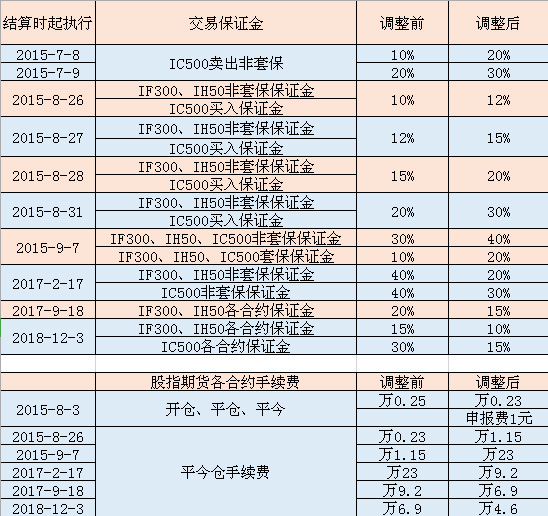 结算时起执行 交易保证金 调整前 调整后
2015-7-8 IC500卖出非套保 10% 20%
2015-7-9 20% 30%
2015-8-26 IF300、IH50非套保保证金 10% 12%
IC500买入保证金
2015-8-27 IF300、IH50非套保保证金 12% 15%
IC500买入保证金
2015-8-28 IF300、IH50非套保保证金 15% 20%
IC500买入保证金
2015-8-31 IF300、IH50非套保保证金 20% 30%
IC500买入保证金
2015-9-7 IF300、IH50、IC500非套保保证金 30% 40%
IF300、IH50、IC500套保保证金 10% 20%
2017-2-17 IF300、IH50非套保保证金 40% 20%
IC500非套保保证金 40% 30%
2017-9-18 IF300、IH50各合约保证金 20% 15%
2018-12-3 IF300、IH50各合约保证金 15% 10%
IC500各合约保证金 30% 15%
股指期货各合约手续费 调整前 调整后
2015-8-3 开仓、平仓、平今 万0.25 万0.23
申报费1元
2015-8-26 平今仓手续费 万0.23 万1.15
2015-9-7 万1.15 万23
2017-2-17 万23 万9.2
2017-9-18 万9.2 万6.9
2018-12-3 万6.9 万4.6